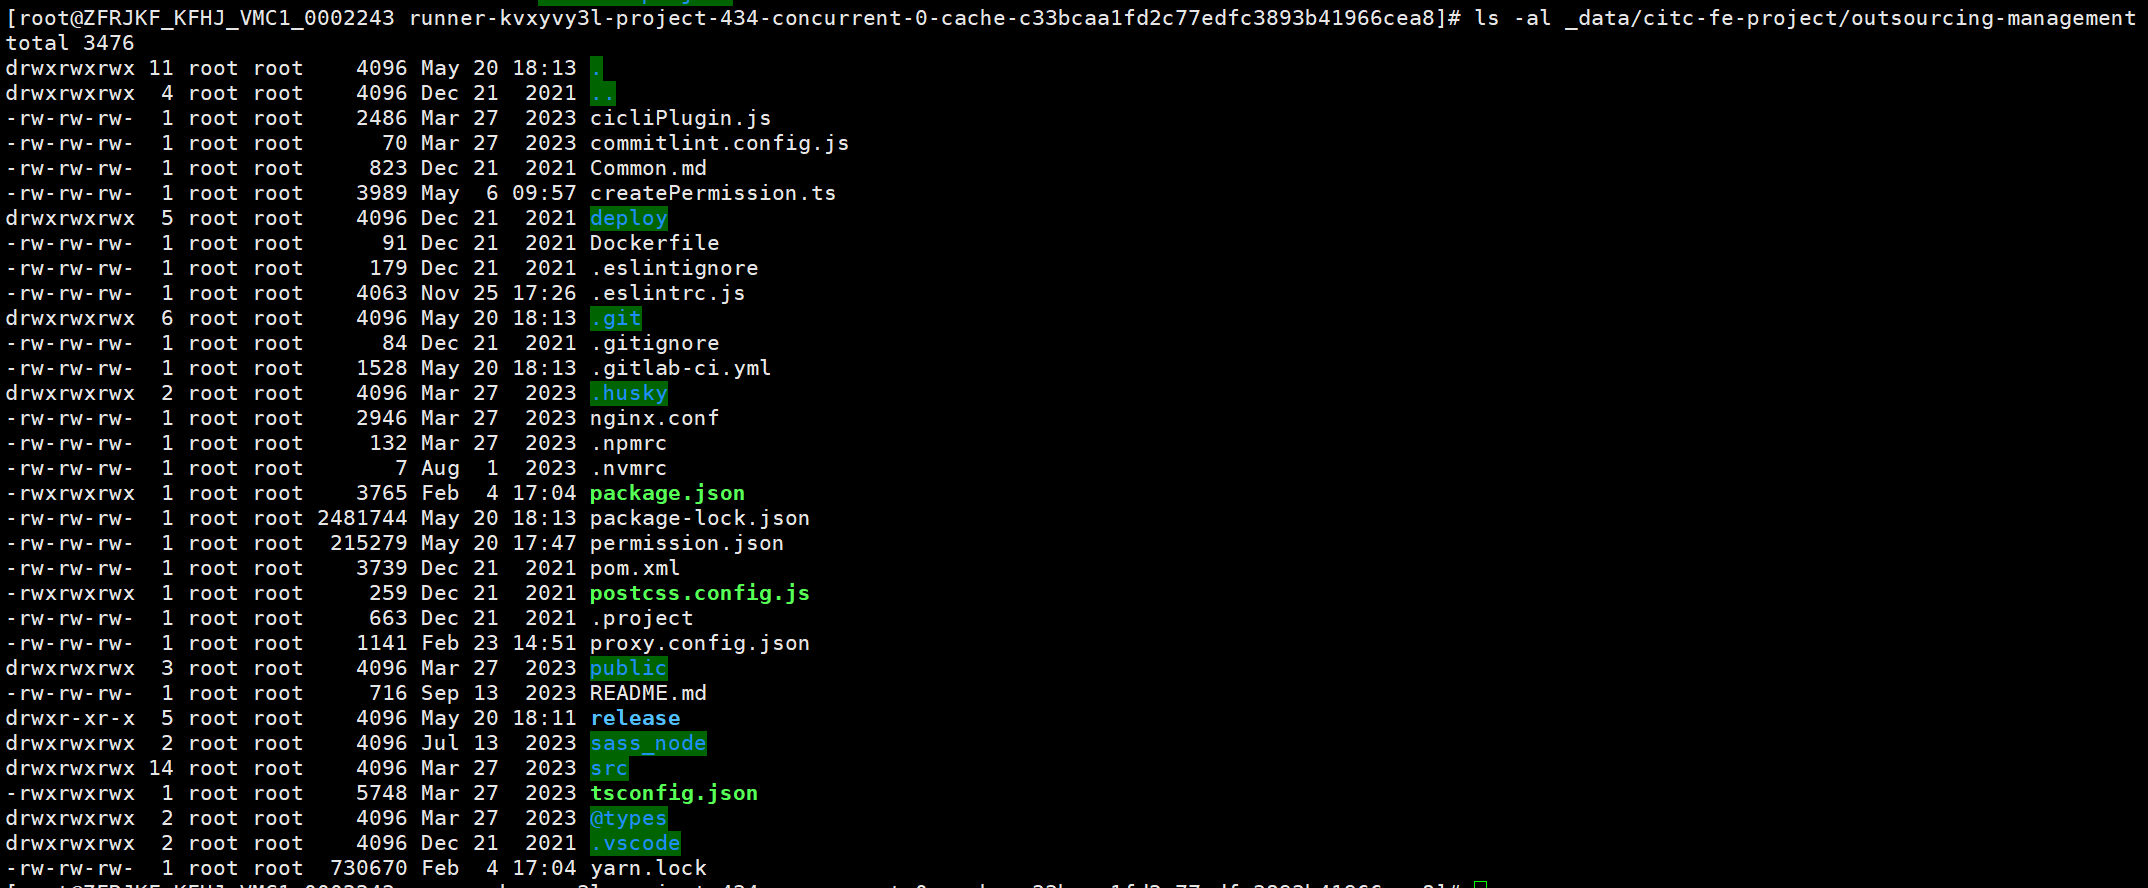 [root@ZFRJKF_KFHJ_VMC1_0002243 runner-kvxyvy3l-project-434-concurrent-0-cache-c33bcaa1fd2c77edfc3893b41966cea8]# ls -al _data/citc-fe-project/outsourcing-management
total 3476
drwxrwxrwx 11 root root    4096 May 20 18:13 .
drwxrwxrwx  4 root root    4096 Dec 21  2021 ..
-rw-rw-rw-  1 root root    2486 Mar 27  2023 cicliPlugin.js
-rw-rw-rw-  1 root root      70 Mar 27  2023 commitlint.config.js
-rw-rw-rw-  1 root root     823 Dec 21  2021 Common.md
-rw-rw-rw-  1 root root    3989 May  6 09:57 createPermission.ts
drwxrwxrwx  5 root root    4096 Dec 21  2021 deploy
-rw-rw-rw-  1 root root      91 Dec 21  2021 Dockerfile
-rw-rw-rw-  1 root root     179 Dec 21  2021 .eslintignore
-rw-rw-rw-  1 root root    4063 Nov 25 17:26 .eslintrc.js
drwxrwxrwx  6 root root    4096 May 20 18:13 .git
-rw-rw-rw-  1 root root      84 Dec 21  2021 .gitignore
-rw-rw-rw-  1 root root    1528 May 20 18:13 .gitlab-ci.yml
drwxrwxrwx  2 root root    4096 Mar 27  2023 .husky
-rw-rw-rw-  1 root root    2946 Mar 27  2023 nginx.conf
-rw-rw-rw-  1 root root     132 Mar 27  2023 .npmrc
-rw-rw-rw-  1 root root       7 Aug  1  2023 .nvmrc
-rwxrwxrwx  1 root root    3765 Feb  4 17:04 package.json
-rw-rw-rw-  1 root root 2481744 May 20 18:13 package-lock.json
-rw-rw-rw-  1 root root  215279 May 20 17:47 permission.json
-rw-rw-rw-  1 root root    3739 Dec 21  2021 pom.xml
-rwxrwxrwx  1 root root     259 Dec 21  2021 postcss.config.js
-rw-rw-rw-  1 root root     663 Dec 21  2021 .project
-rw-rw-rw-  1 root root    1141 Feb 23 14:51 proxy.config.json
drwxrwxrwx  3 root root    4096 Mar 27  2023 public
-rw-rw-rw-  1 root root     716 Sep 13  2023 README.md
drwxr-xr-x  5 root root    4096 May 20 18:11 release
drwxrwxrwx  2 root root    4096 Jul 13  2023 sass_node
drwxrwxrwx 14 root root    4096 Mar 27  2023 src
-rwxrwxrwx  1 root root    5748 Mar 27  2023 tsconfig.json
drwxrwxrwx  2 root root    4096 Mar 27  2023 @types
drwxrwxrwx  2 root root    4096 Dec 21  2021 .vscode
-rw-rw-rw-  1 root root  730670 Feb  4 17:04 yarn.lock